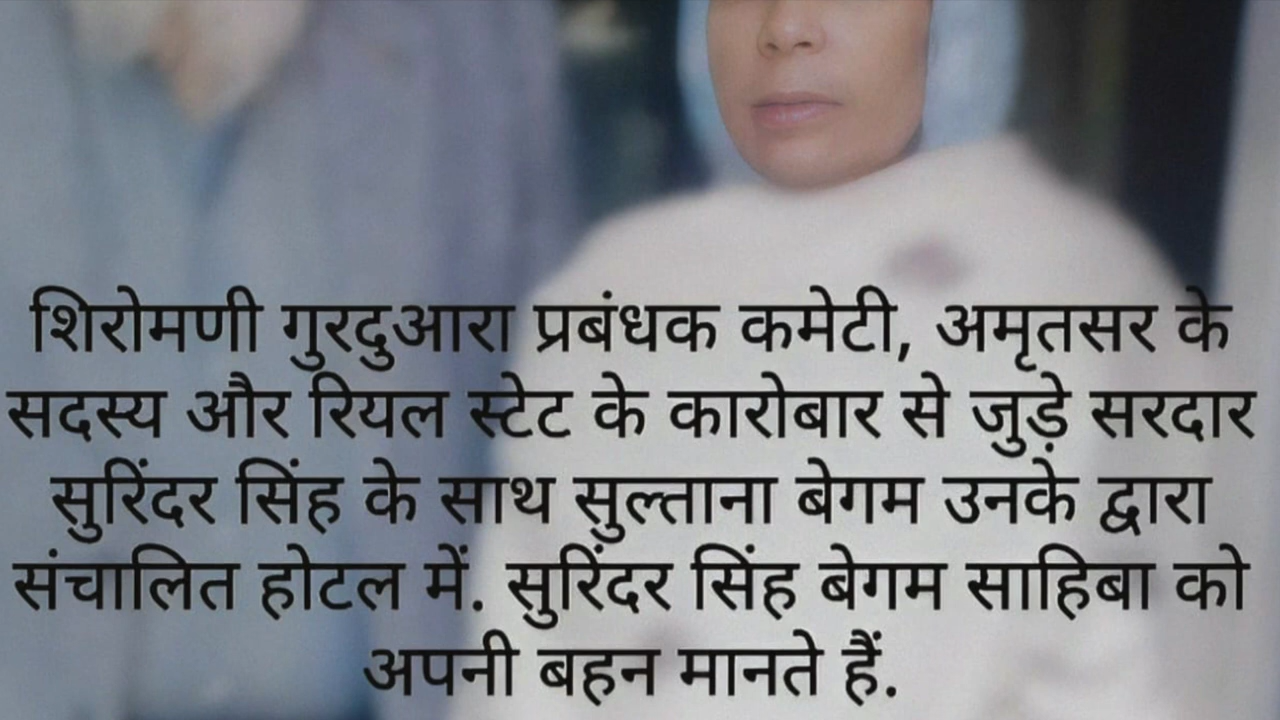 शिरोमणी गुरदुआरा प्रबंधक कमेटी, अमृतसर के
सदस्य और रियल स्टेट के कारोबार से जुड़े सरदार
सुरिंदर सिंह के साथ सुल्ताना बेगम उनके द्वारा
संचालित होटल में. सुरिंदर सिंह बेगम साहिबा को
अपनी बहन मानते हैं.